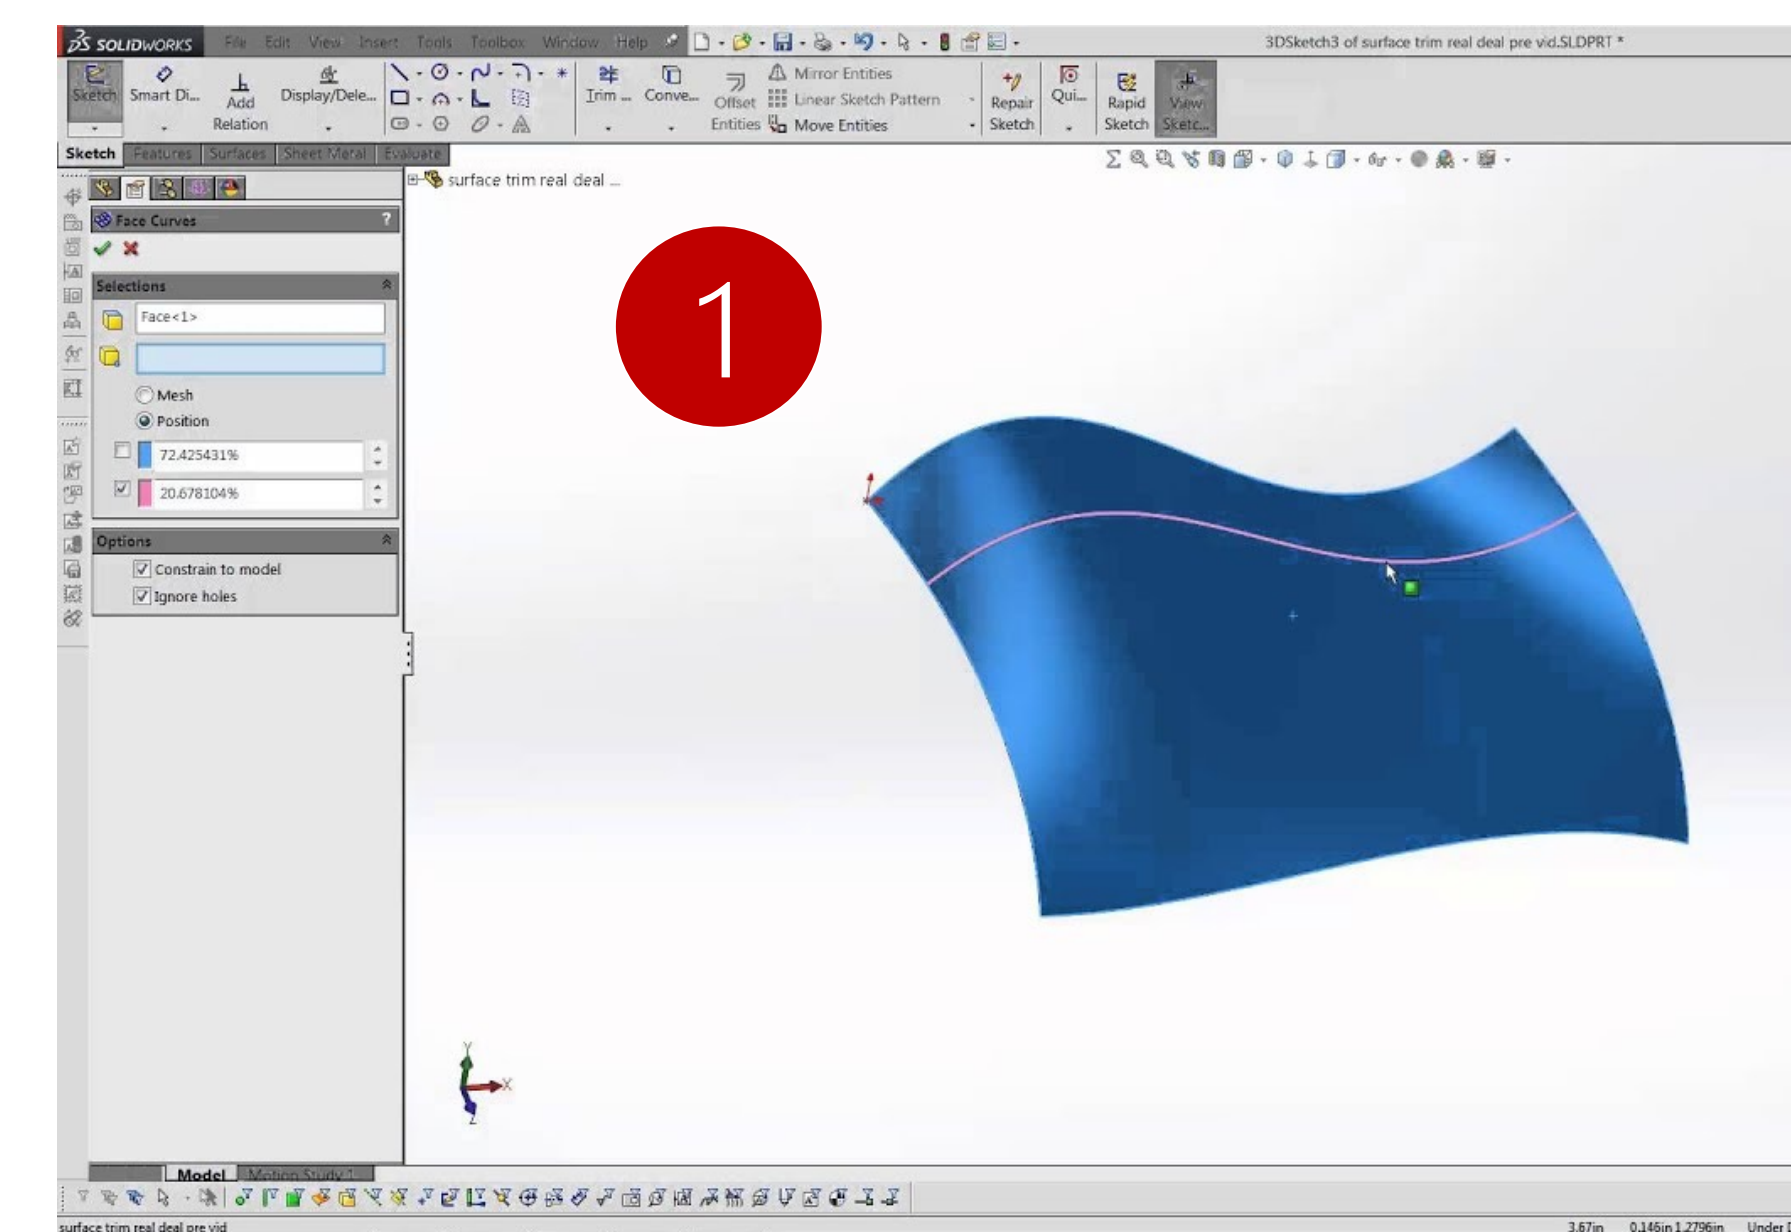 SOLIDWORKS File Edit View Insert Tools Toolbox Window Help
3DSketch3 of surface trim real deal pre vid.SLDPRT *
Sketch
Smart Di...
Add
Relation
Display/Dele...
Trim ...
Conve...
Offset
Entities
Mirror Entities
Linear Sketch Pattern
Move Entities
Repair
Sketch
Qui...
Rapid
Sketch
View
Sketc...
Sketch Features Surfaces Sheet Metal Evaluate
surface trim real deal ...
Face Curves ?
Selections
Face<1>
Mesh
Position
72.425431%
20.678104%
Options
Constrain to model
Ignore holes
1
Y
X
Z
Model Motion Study 1
surface trim real deal pre vid
3.67in 0.146in 1.2796in Under